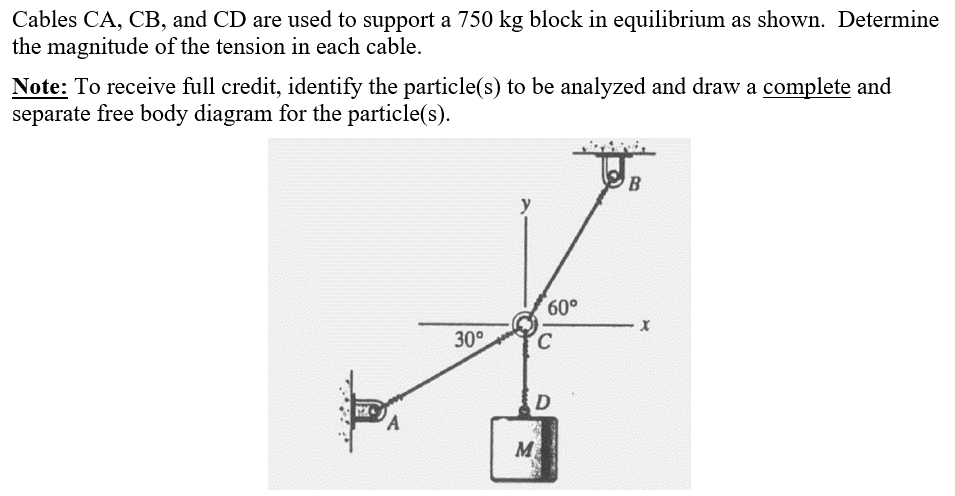 Cables CA, CB, and CD are used to support a 750 kg block in equilibrium as shown. Determine
the magnitude of the tension in each cable.
Note: To receive full credit, identify the particle(s) to be analyzed and draw a complete and
separate free body diagram for the particle(s).
B
y
60°
x
30°
C
D
A
M